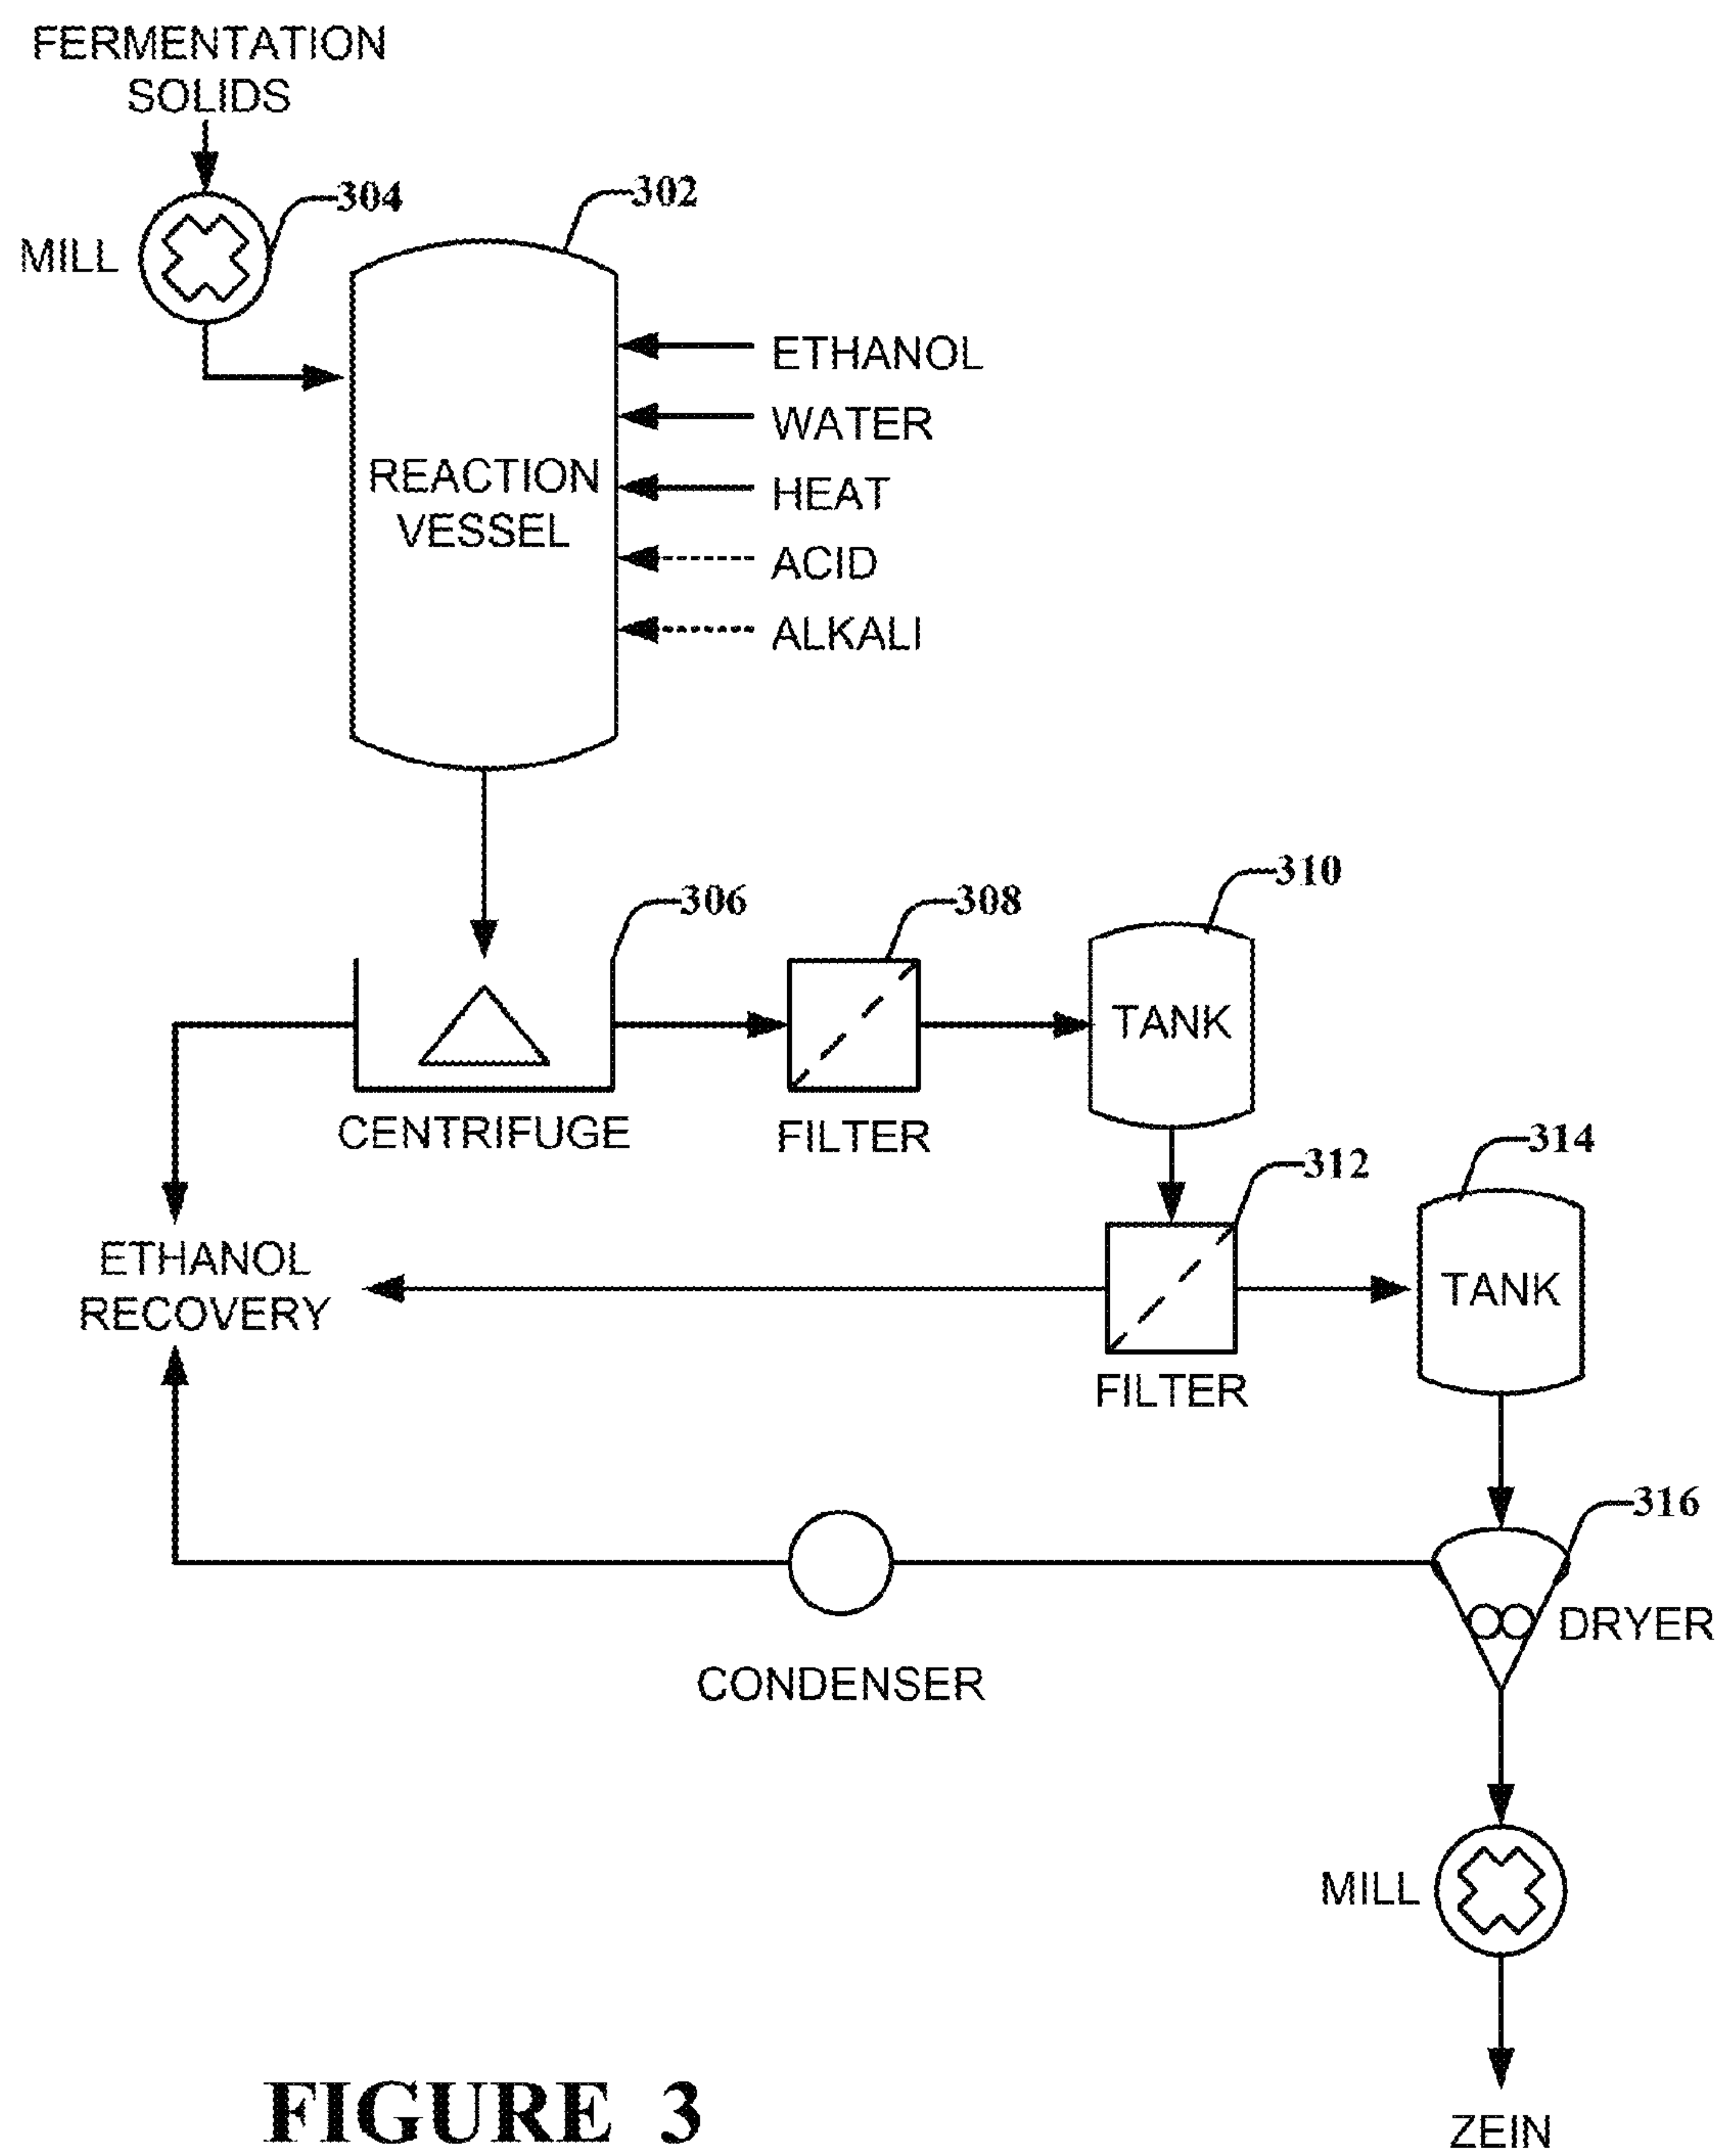 FERMENTATION
SOLIDS
304
302
MILL
ETHANOL
WATER
REACTION
VESSEL
HEAT
ACID
ALKALI
310
306
308
TANK
CENTRIFUGE
FILTER
314
312
ETHANOL
RECOVERY
TANK
FILTER
316
DRYER
CONDENSER
MILL
FIGURE 3
ZEIN